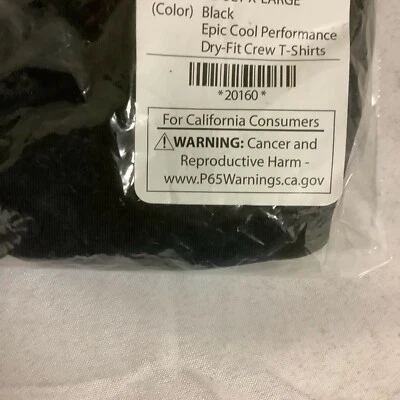 X-LARGE
(Color) Black
Epic Cool Performance
Dry-Fit Crew T-Shirts
*20160*
For California Consumers
⚠WARNING: Cancer and
Reproductive Harm -
www.P65Warnings.ca.gov